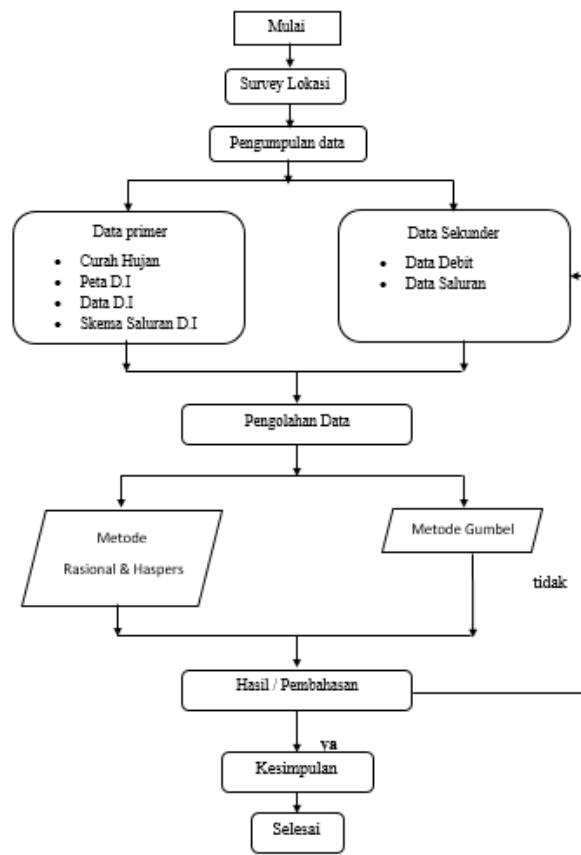 Mulai
Survey Lokasi
Pengumpulan data
Data primer
• Curah Hujan
• Peta D.I
• Data D.I
• Skema Saluran D.I
Data Sekunder
• Data Debit
• Data Saluran
Pengolahan Data
Metode
Rasional & Haspers
Metode Gumbel
tidak
Hasil / Pembahasan
ya
Kesimpulan
Selesai